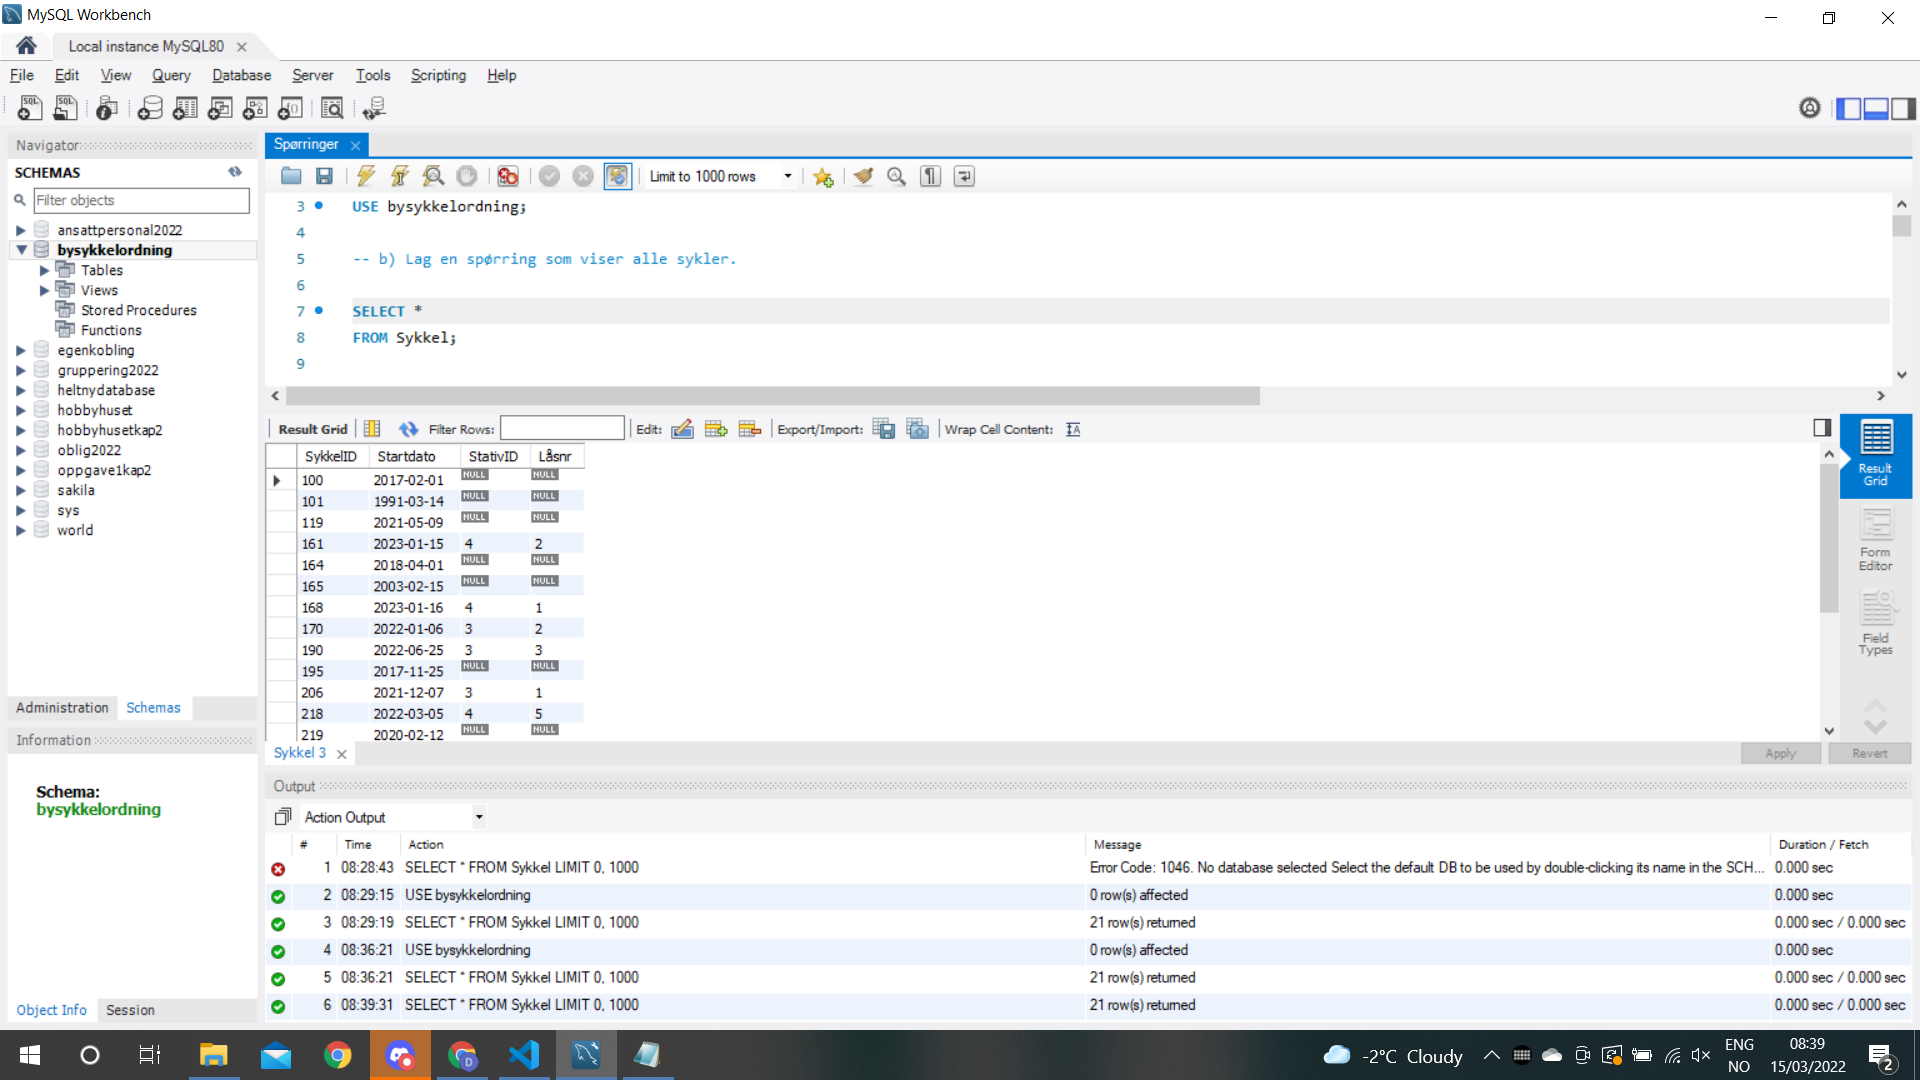 MySQL Workbench
Local instance MySQL80
File Edit View Query Database Server Tools Scripting Help
Navigator
SCHEMAS
Filter objects
ansattpersonal2022
bysykkelordning
Tables
Views
Stored Procedures
Functions
egenkobling
gruppering2022
heltnydatabase
hobbyhuset
hobbyhusetkap2
oblig2022
oppgave1kap2
sakila
sys
world
Administration Schemas
Information
Schema:
bysykkelordning
Object Info Session
Spørringer
Limit to 1000 rows
3 USE bysykkelordning;
4
5 -- b) Lag en spørring som viser alle sykler.
6
7 SELECT *
8 FROM Sykkel;
9
Result Grid Filter Rows: Edit: Export/Import: Wrap Cell Content:
SykkelID Startdato StativID Låsnr
100 2017-02-01 NULL NULL
101 1991-03-14 NULL NULL
119 2021-05-09 NULL NULL
161 2023-01-15 4 2
164 2018-04-01 NULL NULL
165 2003-02-15 NULL NULL
168 2023-01-16 4 1
170 2022-01-06 3 2
190 2022-06-25 3 3
195 2017-11-25 NULL NULL
206 2021-12-07 3 1
218 2022-03-05 4 5
219 2020-02-12 NULL NULL
Result
Grid
Form
Editor
Field
Types
Sykkel 3
Apply Revert
Output
Action Output
# Time Action Message Duration / Fetch
1 08:28:43 SELECT * FROM Sykkel LIMIT 0, 1000 Error Code: 1046. No database selected Select the default DB to be used by double-clicking its name in the SCH... 0.000 sec
2 08:29:15 USE bysykkelordning 0 row(s) affected 0.000 sec
3 08:29:19 SELECT * FROM Sykkel LIMIT 0, 1000 21 row(s) returned 0.000 sec / 0.000 sec
4 08:36:21 USE bysykkelordning 0 row(s) affected 0.000 sec
5 08:36:21 SELECT * FROM Sykkel LIMIT 0, 1000 21 row(s) returned 0.000 sec / 0.000 sec
6 08:39:31 SELECT * FROM Sykkel LIMIT 0, 1000 21 row(s) returned 0.000 sec / 0.000 sec
-2°C Cloudy
ENG
NO
08:39
15/03/2022
2